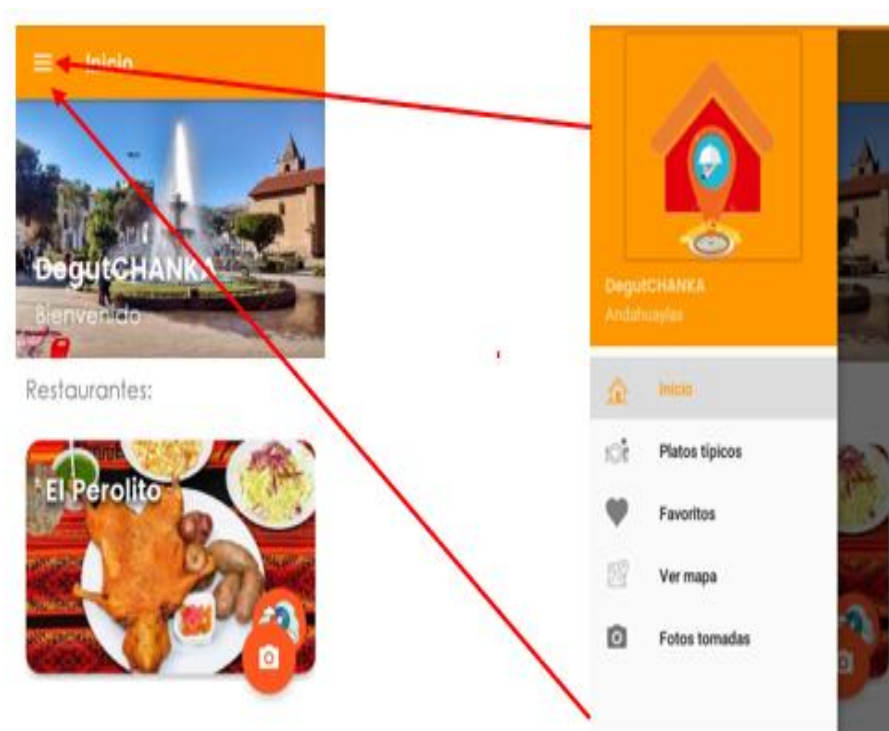 Inicio
DegutCHANKA
Bienvenido
Restaurantes:
El Perolito
DegutCHANKA
Andahuaylas
Inicio
Platos típicos
Favoritos
Ver mapa
Fotos tomadas